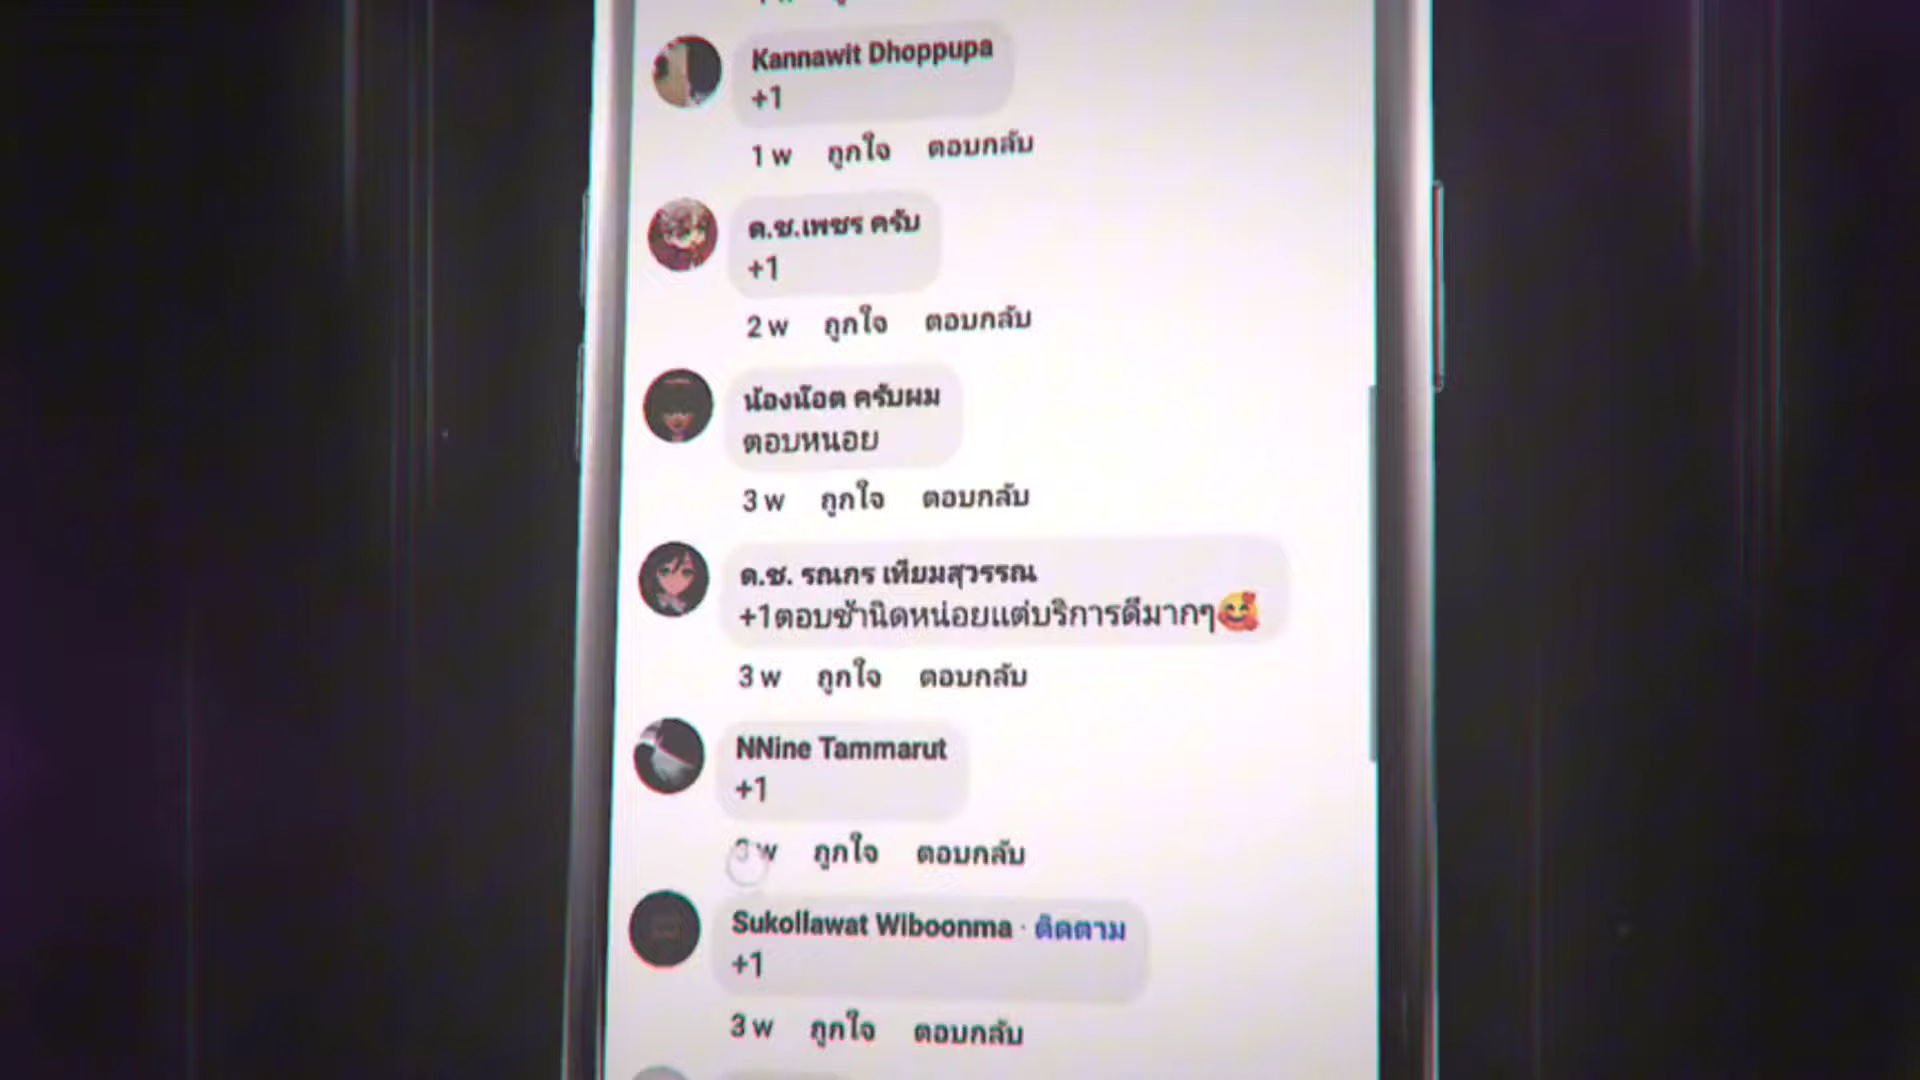 Kannawit Dhoppupa
+1
1 w ถูกใจ ตอบกลับ
ด.ช.เพชร ครับ
+1
2 w ถูกใจ ตอบกลับ
น้องน๊อต ครับผม
ตอบหนอย
3 w ถูกใจ ตอบกลับ
ด.ช. รณกร เทียมสุวรรณ
+1ตอบช้านิดหน่อยแต่บริการดีมากๆ🥰
3 w ถูกใจ ตอบกลับ
NNine Tammarut
+1
3 w ถูกใจ ตอบกลับ
Sukollawat Wiboonma · ติดตาม
+1
3 w ถูกใจ ตอบกลับ